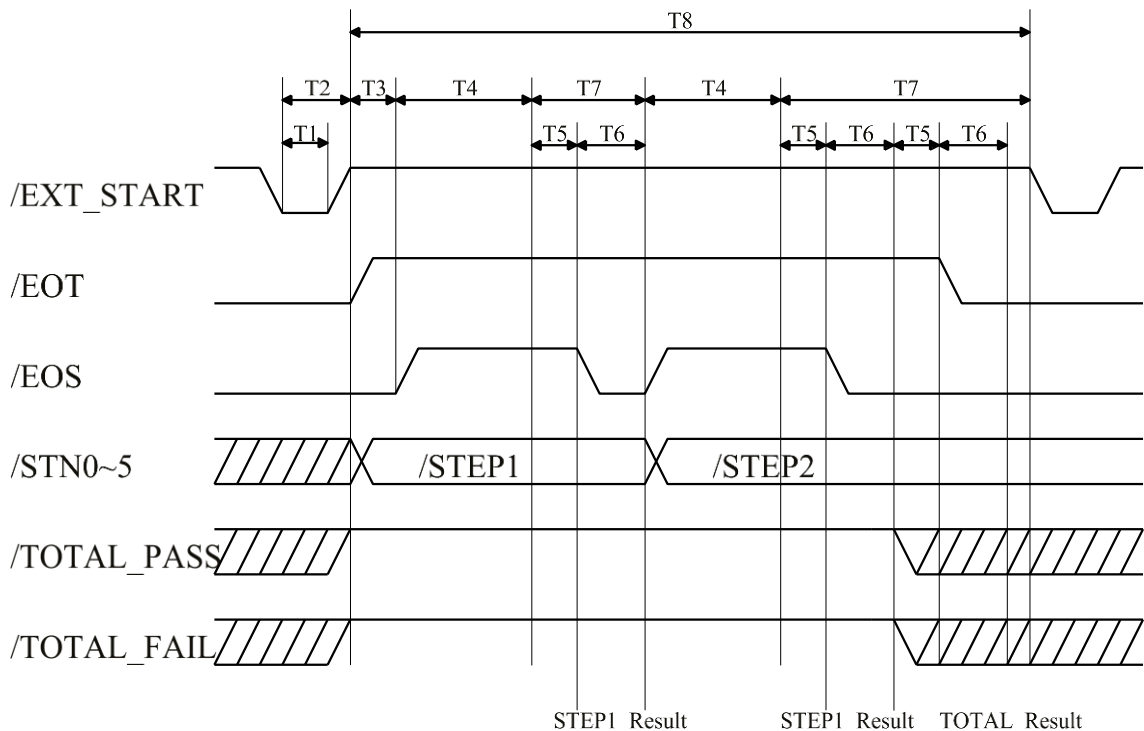 T8
T2 T3 T4 T7 T4 T7
T1 T5 T6 T5 T6 T5 T6
/EXT_START
/EOT
/EOS
/STN0~5 /STEP1 /STEP2
/TOTAL_PASS
/TOTAL_FAIL
STEP1 Result STEP1 Result TOTAL Result